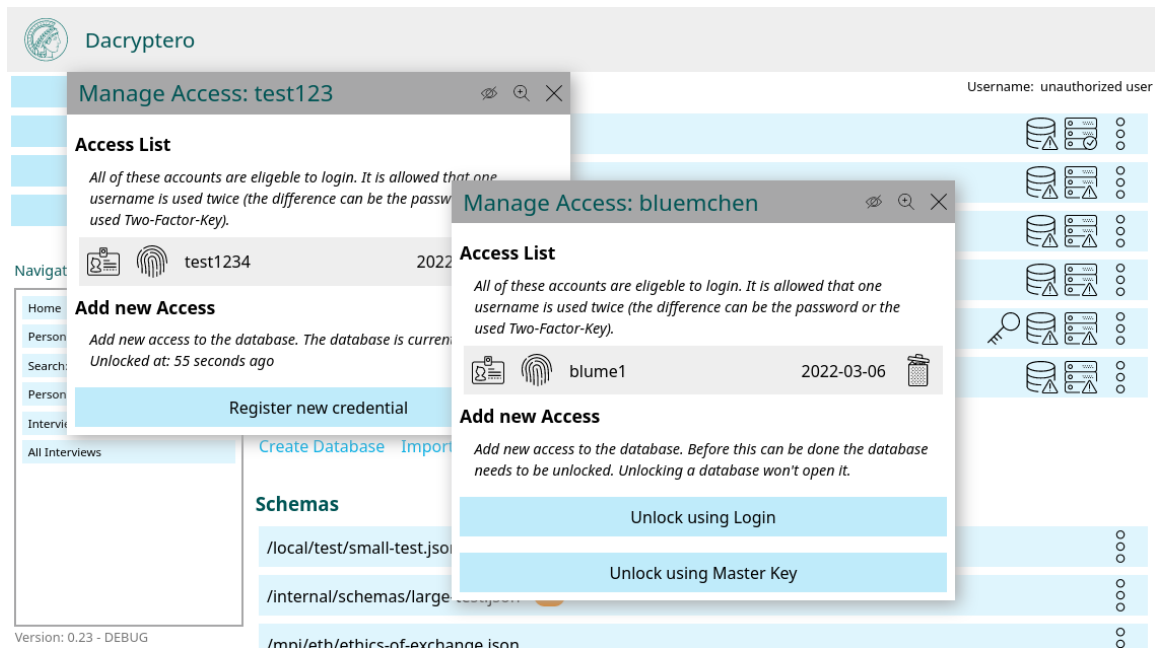 Dacryptero
Username: unauthorized user
Manage Access: test123
Access List
All of these accounts are eligeble to login. It is allowed that one
username is used twice (the difference can be the
used Two-Factor-Key).
test1234
2022
Add new Access
Add new access to the database. The database is
Unlocked at: 55 seconds ago
Register new credential
Manage Access: bluemchen
Access List
All of these accounts are eligeble to login. It is allowed that one
username is used twice (the difference can be the password or the
used Two-Factor-Key).
blume1
2022-03-06
Add new Access
Add new access to the database. Before this can be done the database
needs to be unlocked. Unlocking a database won't open it.
Unlock using Login
Unlock using Master Key
Home
Person
Search:
Person
All Interviews
Create Database Import
Schemas
/local/test/small-test.json
/internal/schemas/large-test.json
/mpi/eth/ethics-of-exchange.json
Version: 0.23 - DEBUG